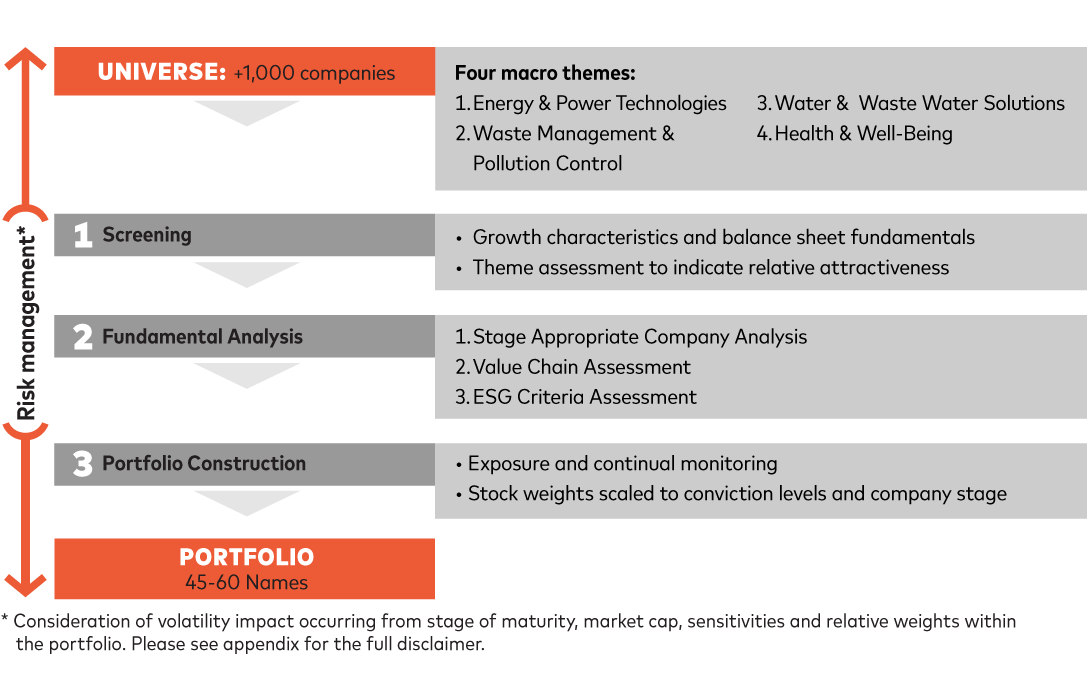 UNIVERSE: +1,000 companies
Four macro themes:
1. Energy & Power Technologies
2. Waste Management &
Pollution Control
3. Water & Waste Water Solutions
4. Health & Well-Being
Risk management*
1 Screening
• Growth characteristics and balance sheet fundamentals
• Theme assessment to indicate relative attractiveness
2 Fundamental Analysis
1. Stage Appropriate Company Analysis
2. Value Chain Assessment
3. ESG Criteria Assessment
3 Portfolio Construction
• Exposure and continual monitoring
• Stock weights scaled to conviction levels and company stage
PORTFOLIO
45-60 Names
* Consideration of volatility impact occurring from stage of maturity, market cap, sensitivities and relative weights within
the portfolio. Please see appendix for the full disclaimer.